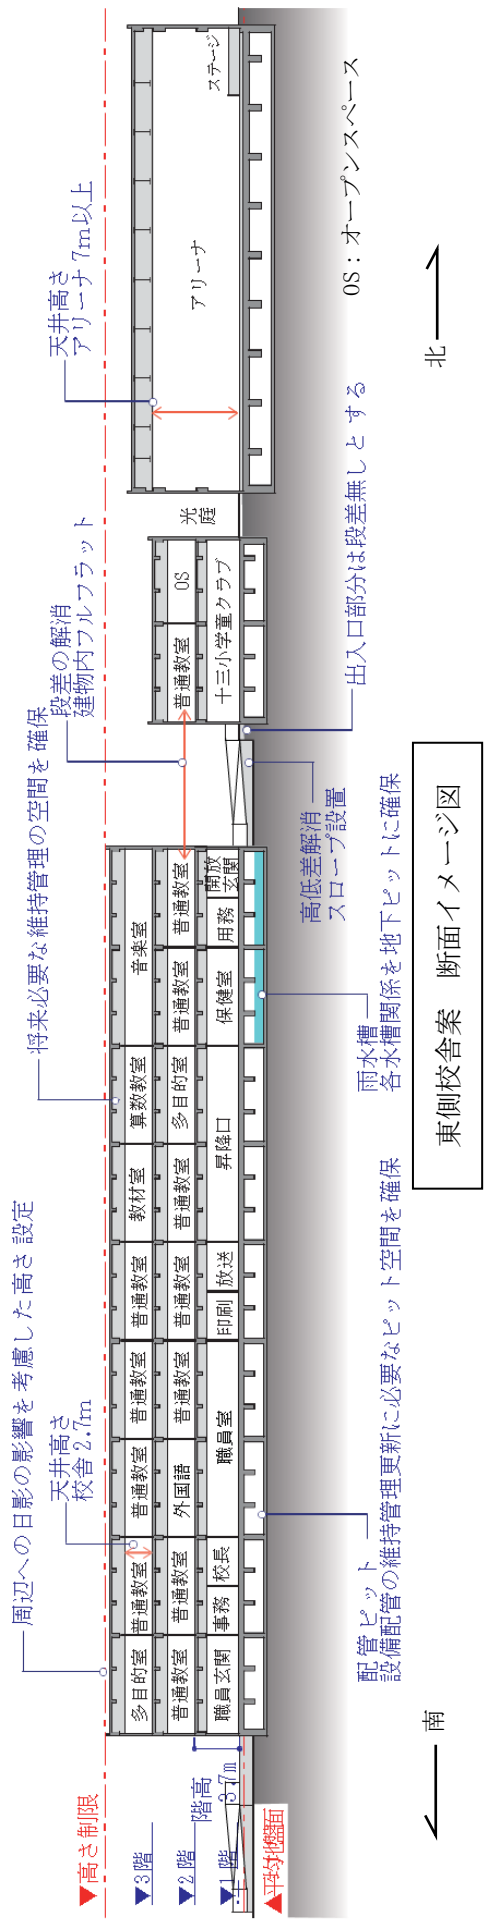 ▼高さ制限
▼3階
▼2階
▼1階
▲平均地盤面
階高
3.7m
周辺への日影の影響を考慮した高さ設定
天井高さ
校舎2.7m
将来必要な維持管理の空間を確保
段差の解消
建物内フルフラット
天井高さ
アリーナ7m以上
多目的室
普通教室
普通教室
普通教室
普通教室
教材室
算数教室
音楽室
普通教室
普通教室
外国語
普通教室
普通教室
普通教室
多目的室
普通教室
普通教室
職員玄関
事務
校長
職員室
印刷
放送
昇降口
保健室
用務
開放
玄関
普通教室
OS
十三小学童クラブ
光庭
アリーナ
ステージ
配管ピット
設備配管の維持管理更新に必要なピット空間を確保
雨水槽
各水槽関係を地下ピットに確保
高低差解消
スロープ設置
出入口部分は段差無しとする
OS：オープンスペース
南
北
東側校舎案　断面イメージ図